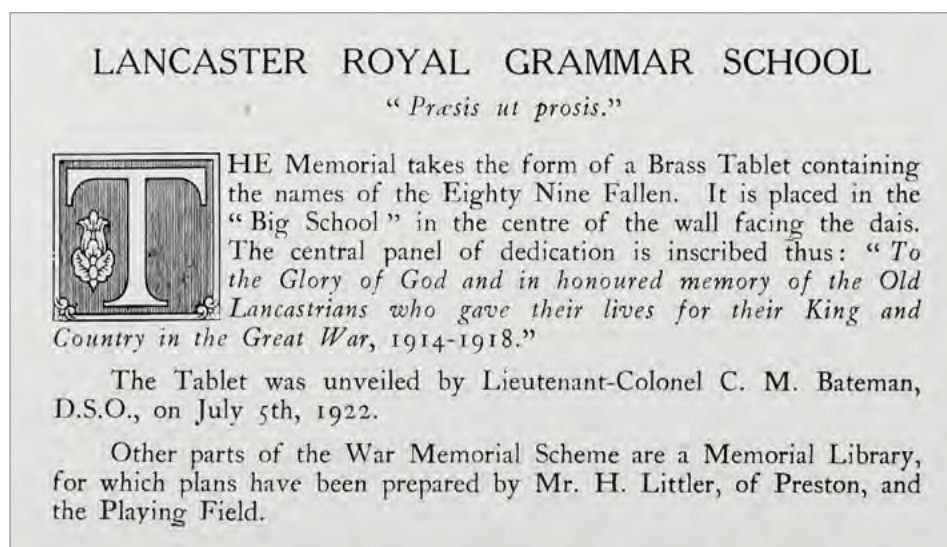 LANCASTER ROYAL GRAMMAR SCHOOL
“ Præsis ut prosis.”
THE Memorial takes the form of a Brass Tablet containing
the names of the Eighty Nine Fallen. It is placed in the
“ Big School ” in the centre of the wall facing the dais.
The central panel of dedication is inscribed thus : “ To
the Glory of God and in honoured memory of the Old
Lancastrians who gave their lives for their King and
Country in the Great War, 1914-1918.”
The Tablet was unveiled by Lieutenant-Colonel C. M. Bateman,
D.S.O., on July 5th, 1922.
Other parts of the War Memorial Scheme are a Memorial Library,
for which plans have been prepared by Mr. H. Littler, of Preston, and
the Playing Field.